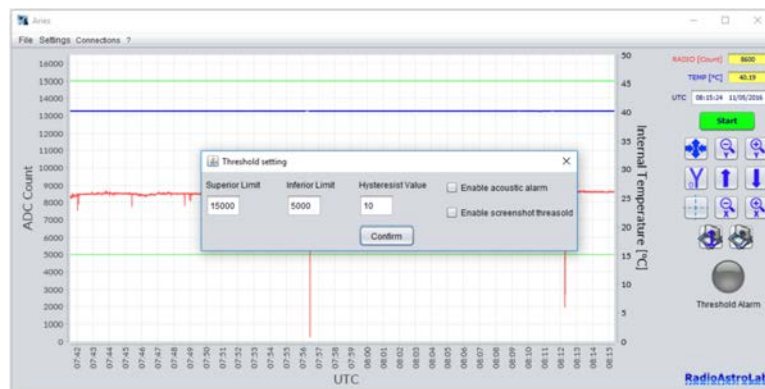 Aries
File Settings Connections ?
ADC Count
16000
15000
14000
13000
12000
11000
10000
9000
8000
7000
6000
5000
4000
3000
2000
1000
0
Threshold setting
Superior Limit Inferior Limit Hysteresist Value
15000 5000 10
Enable acoustic alarm
Enable screenshot threasold
Confirm
50
45
40
35
30
25
20
15
10
5
0
Internal Temperature [°C]
07:42 07:43 07:44 07:45 07:46 07:47 07:48 07:49 07:50 07:51 07:52 07:53 07:54 07:55 07:56 07:57 07:58 07:59 08:00 08:01 08:02 08:03 08:04 08:05 08:06 08:07 08:08 08:09 08:10 08:11 08:12 08:13 08:14 08:15
UTC
RADIO [Count] 8600
TEMP [°C] 40.19
UTC 08:15:24 11/05/2016
Start
Y
Y
Y
0
X
X
Threshold Alarm
RadioAstroLab